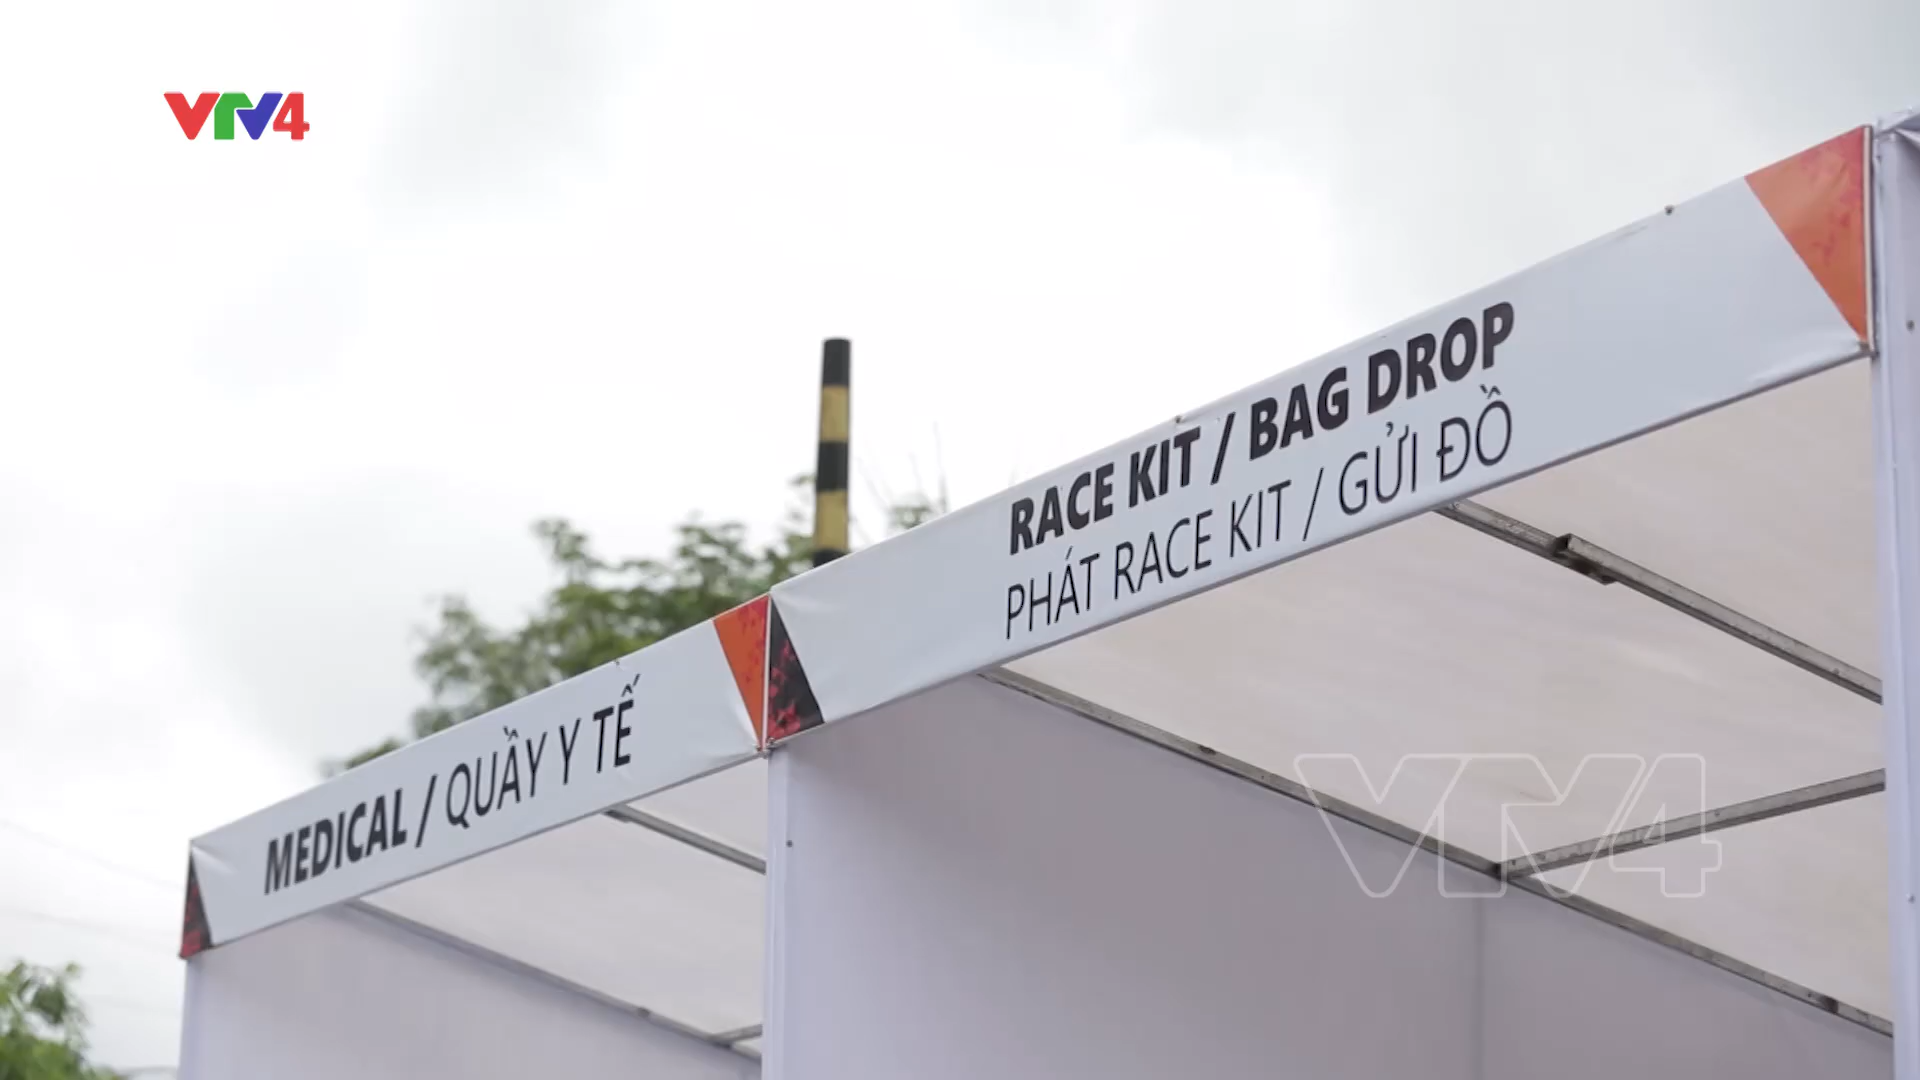 VTV4
RACE KIT / BAG DROP
PHÁT RACE KIT / GỬI ĐỒ
MEDICAL / QUẦY Y TẾ
VTV4